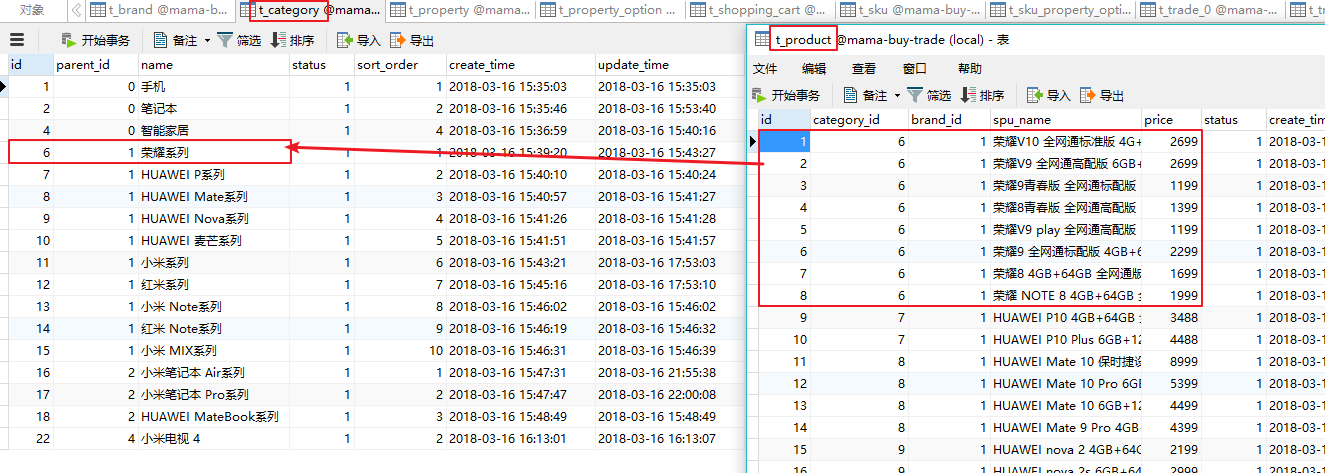 对象 t_brand @mama-b... t_category @mama... t_property @mama... t_property_option ... t_shopping_cart @... t_sku @mama-buy-... t_sku_property_opti... t_trade_0 @mama-... t_tr
开始事务 备注 筛选 排序 导入 导出
id parent_id name status sort_order create_time update_time
1 0 手机 1 1 2018-03-16 15:35:03 2018-03-16 15:35:03
2 0 笔记本 1 2 2018-03-16 15:35:46 2018-03-16 15:53:40
4 0 智能家居 1 4 2018-03-16 15:36:59 2018-03-16 15:40:16
6 1 荣耀系列 1 1 2018-03-16 15:39:20 2018-03-16 15:43:27
7 1 HUAWEI P系列 1 2 2018-03-16 15:40:10 2018-03-16 15:40:24
8 1 HUAWEI Mate系列 1 3 2018-03-16 15:40:57 2018-03-16 15:41:27
9 1 HUAWEI Nova系列 1 4 2018-03-16 15:41:26 2018-03-16 15:41:28
10 1 HUAWEI 麦芒系列 1 5 2018-03-16 15:41:51 2018-03-16 15:41:57
11 1 小米系列 1 6 2018-03-16 15:43:21 2018-03-16 17:53:03
12 1 红米系列 1 7 2018-03-16 15:45:16 2018-03-16 17:53:10
13 1 小米 Note系列 1 8 2018-03-16 15:46:02 2018-03-16 15:46:02
14 1 红米 Note系列 1 9 2018-03-16 15:46:19 2018-03-16 15:46:32
15 1 小米 MIX系列 1 10 2018-03-16 15:46:31 2018-03-16 15:46:39
16 2 小米笔记本 Air系列 1 1 2018-03-16 15:47:31 2018-03-16 21:55:38
17 2 小米笔记本 Pro系列 1 2 2018-03-16 15:47:47 2018-03-16 22:00:08
18 2 HUAWEI MateBook系列 1 3 2018-03-16 15:48:49 2018-03-16 15:48:49
22 4 小米电视 4 1 2 2018-03-16 16:13:01 2018-03-16 16:13:07
t_product @mama-buy-trade (local) - 表
文件 编辑 查看 窗口 帮助
开始事务 备注 筛选 排序 导入 导出
id category_id brand_id spu_name price status create_tim
1 6 1 荣耀V10 全网通标准版 4G+ 2699 1 2018-03-1
2 6 1 荣耀V9 全网通高配版 6GB+ 2699 1 2018-03-1
3 6 1 荣耀9青春版 全网通标配版 1199 1 2018-03-1
4 6 1 荣耀8青春版 全网通高配版 1399 1 2018-03-1
5 6 1 荣耀V9 play 全网通高配版 1199 1 2018-03-1
6 6 1 荣耀9 全网通标配版 4GB+6 2299 1 2018-03-1
7 6 1 荣耀8 4GB+64GB 全网通版 1699 1 2018-03-1
8 6 1 荣耀 NOTE 8 4GB+64GB 1999 1 2018-03-1
9 7 1 HUAWEI P10 4GB+64GB 3488 1 2018-03-1
10 7 1 HUAWEI P10 Plus 6GB+12 4488 1 2018-03-1
11 8 1 HUAWEI Mate 10 保时捷设 8999 1 2018-03-1
12 8 1 HUAWEI Mate 10 Pro 6GB 5399 1 2018-03-1
13 8 1 HUAWEI Mate 10 6GB+12 4499 1 2018-03-1
14 8 1 HUAWEI Mate 9 Pro 4GB 4399 1 2018-03-1
15 9 1 HUAWEI nova 2 4GB+64G 2199 1 2018-03-1
16 9 1 HUAWEI nova 2s 6GB+64G 2999 1 2018-03-1